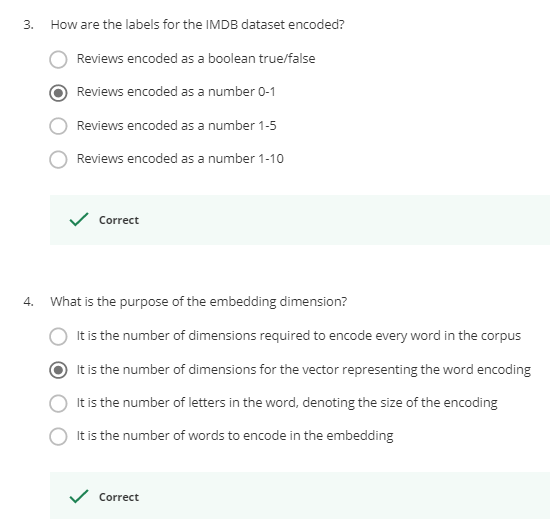 3. How are the labels for the IMDB dataset encoded?
Reviews encoded as a boolean true/false
Reviews encoded as a number 0-1
Reviews encoded as a number 1-5
Reviews encoded as a number 1-10
Correct
4. What is the purpose of the embedding dimension?
It is the number of dimensions required to encode every word in the corpus
It is the number of dimensions for the vector representing the word encoding
It is the number of letters in the word, denoting the size of the encoding
It is the number of words to encode in the embedding
Correct